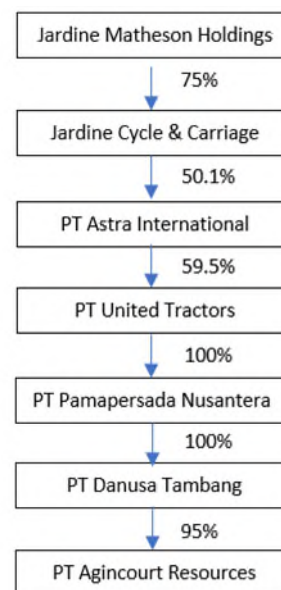 Jardine Matheson Holdings
75%
Jardine Cycle & Carriage
50.1%
PT Astra International
59.5%
PT United Tractors
100%
PT Pamapersada Nusantera
100%
PT Danusa Tambang
95%
PT Agincourt Resources